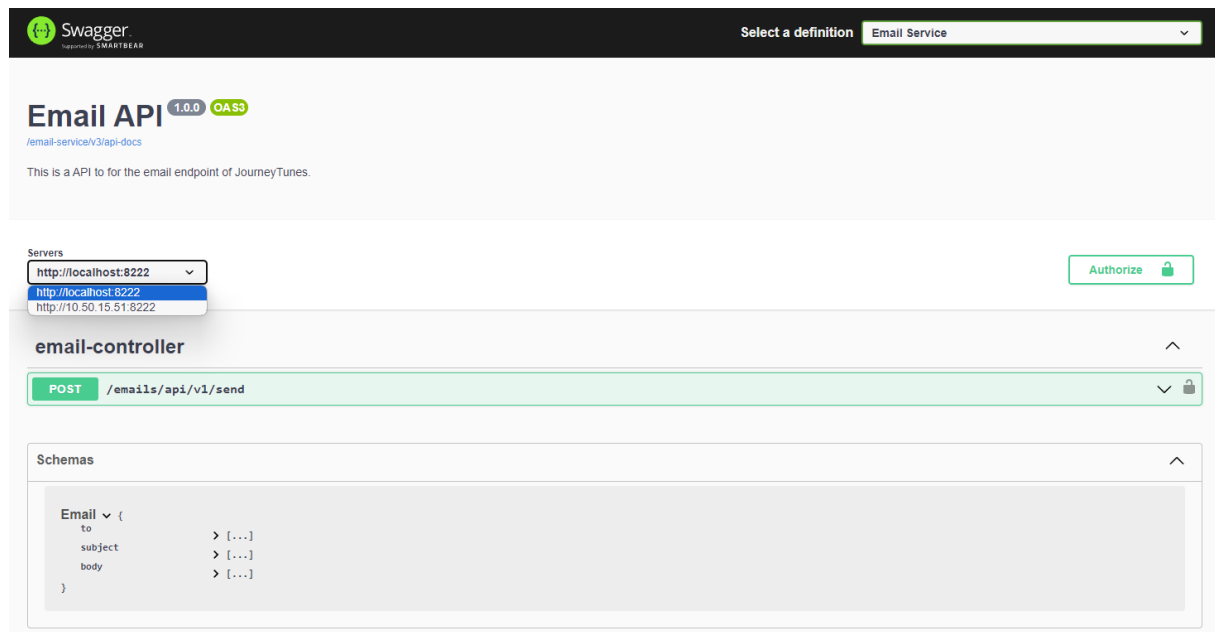 Swagger.
Supported by SMARTBEAR
Select a definition
Email Service
Email API 1.0.0 OAS3
/email-service/v3/api-docs
This is a API to for the email endpoint of JourneyTunes.
Servers
http://localhost:8222
Authorize
http://localhost:8222
http://10.50.15.51:8222
email-controller
POST /emails/api/v1/send
Schemas
Email {
to [...]
subject [...]
body [...]
}